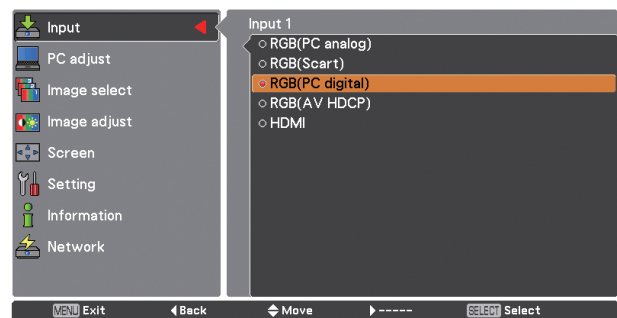 Input
PC adjust
Image select
Image adjust
Screen
Setting
Information
Network
Input 1
RGB(PC analog)
RGB(Scart)
RGB(PC digital)
RGB(AV HDCP)
HDMI
MENU Exit Back Move ----- SELECT Select